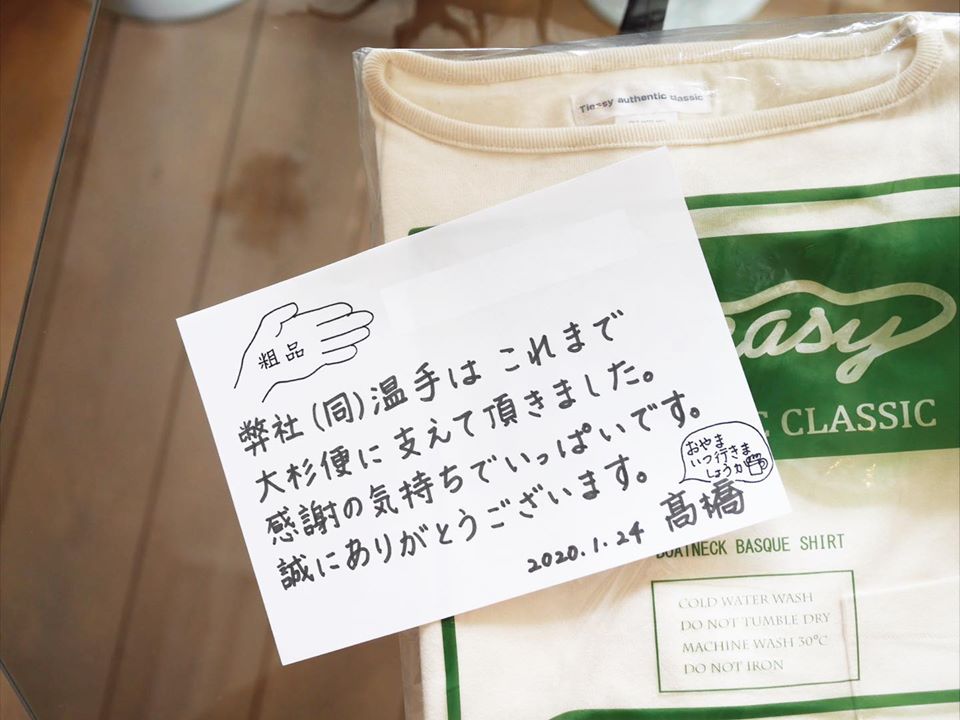 Tieasy authentic classic
粗品
弊社(同)温手は これまで
大杉便に支えて頂きました。
感謝の気持ちでいっぱいです。
誠にありがとうございます。
おやま
いつ行きま
しょうか
2020.1.24 髙橋
easy
CLASSIC
BOATNECK BASQUE SHIRT
COLD WATER WASH
DO NOT TUMBLE DRY
MACHINE WASH 30°C
DO NOT IRON